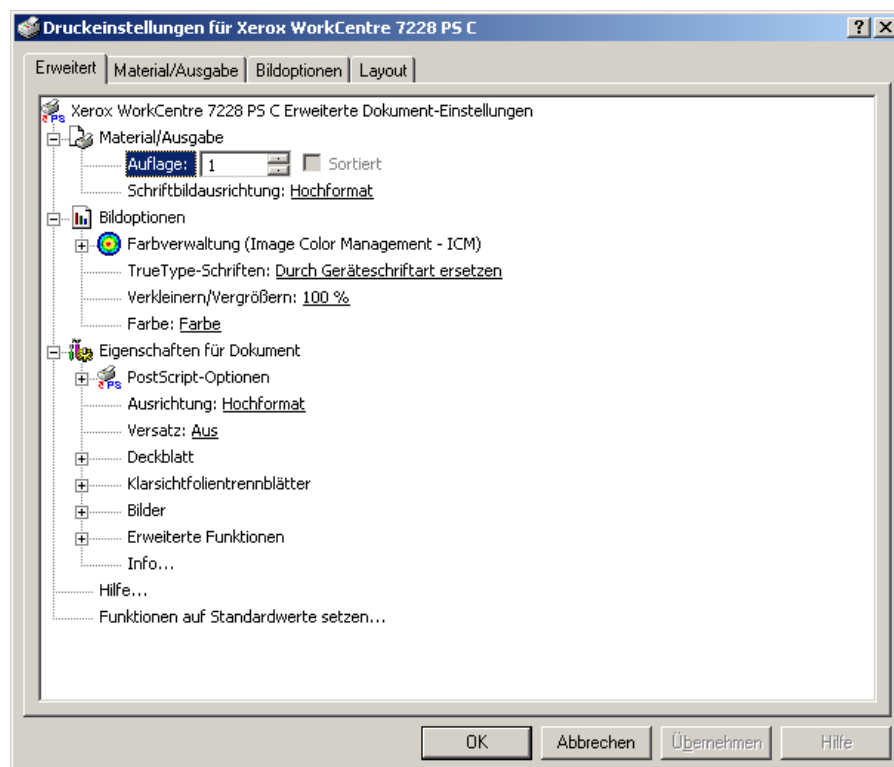 Druckeinstellungen für Xerox WorkCentre 7228 PS C
Erweitert Material/Ausgabe Bildoptionen Layout
Xerox WorkCentre 7228 PS C Erweiterte Dokument-Einstellungen
Material/Ausgabe
Auflage: 1 Sortiert
Schriftbildausrichtung: Hochformat
Bildoptionen
Farbverwaltung (Image Color Management - ICM)
TrueType-Schriften: Durch Geräteschriftart ersetzen
Verkleinern/Vergrößern: 100 %
Farbe: Farbe
Eigenschaften für Dokument
PostScript-Optionen
Ausrichtung: Hochformat
Versatz: Aus
Deckblatt
Klarsichtfolientrennblätter
Bilder
Erweiterte Funktionen
Info...
Hilfe...
Funktionen auf Standardwerte setzen...
OK Abbrechen Übernehmen Hilfe